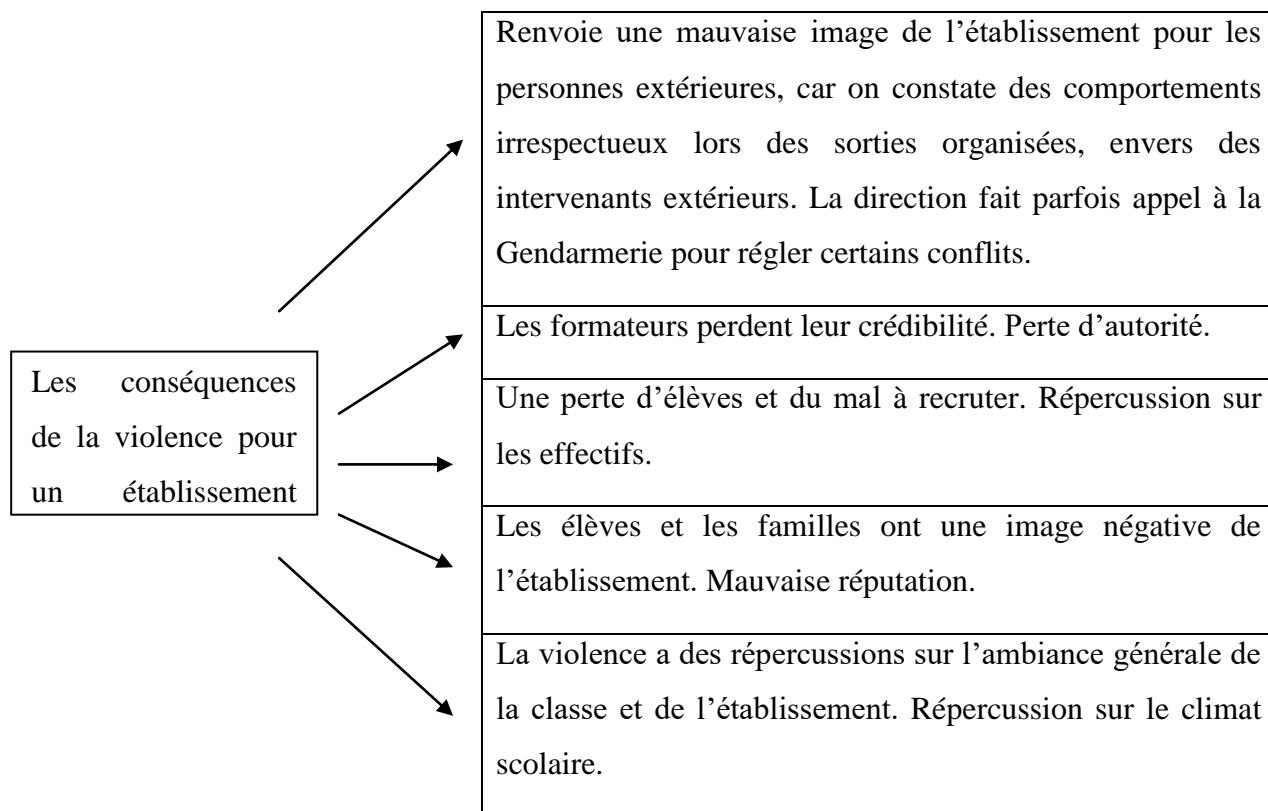 Les conséquences
de la violence pour
un établissement
Renvoie une mauvaise image de l’établissement pour les
personnes extérieures, car on constate des comportements
irrespectueux lors des sorties organisées, envers des
intervenants extérieurs. La direction fait parfois appel à la
Gendarmerie pour régler certains conflits.
Les formateurs perdent leur crédibilité. Perte d’autorité.
Une perte d’élèves et du mal à recruter. Répercussion sur
les effectifs.
Les élèves et les familles ont une image négative de
l’établissement. Mauvaise réputation.
La violence a des répercussions sur l’ambiance générale de
la classe et de l’établissement. Répercussion sur le climat
scolaire.